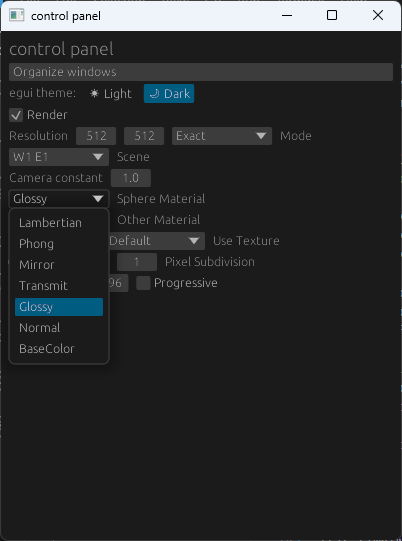 control panel
control panel
Organize windows
egui theme: Light Dark
Render
Resolution 512 512 Exact Mode
W1 E1 Scene
Camera constant 1.0
Glossy Sphere Material
Other Material
Default Use Texture
1 Pixel Subdivision
96 Progressive
Lambertian
Phong
Mirror
Transmit
Glossy
Normal
BaseColor